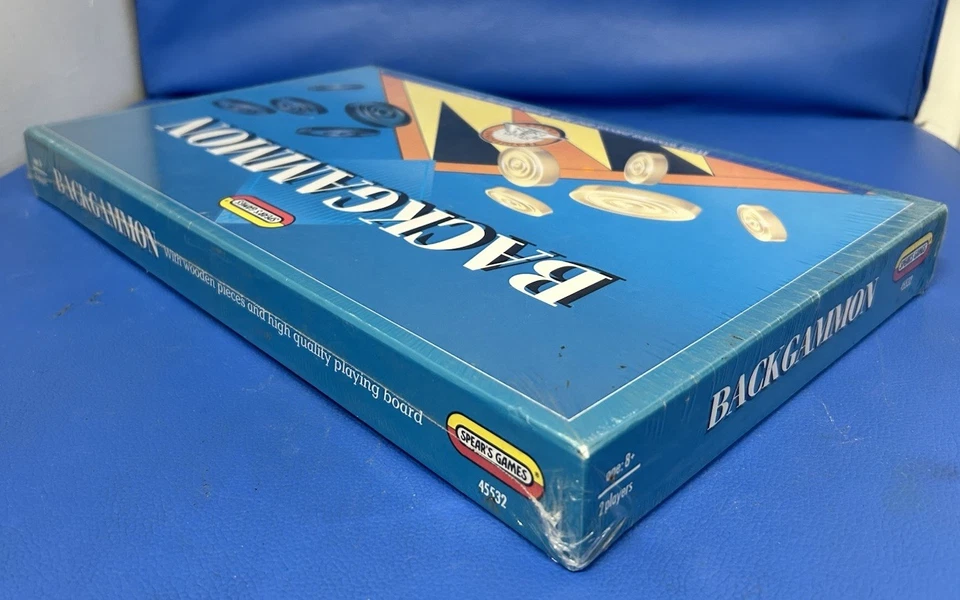 BACKGAMMON
SPEAR'S GAMES
BACKGAMMON with wooden pieces and high quality playing board
SPEAR'S GAMES
45532
BACKGAMMON
age: 8+
2 players
SPEAR'S GAMES
45532